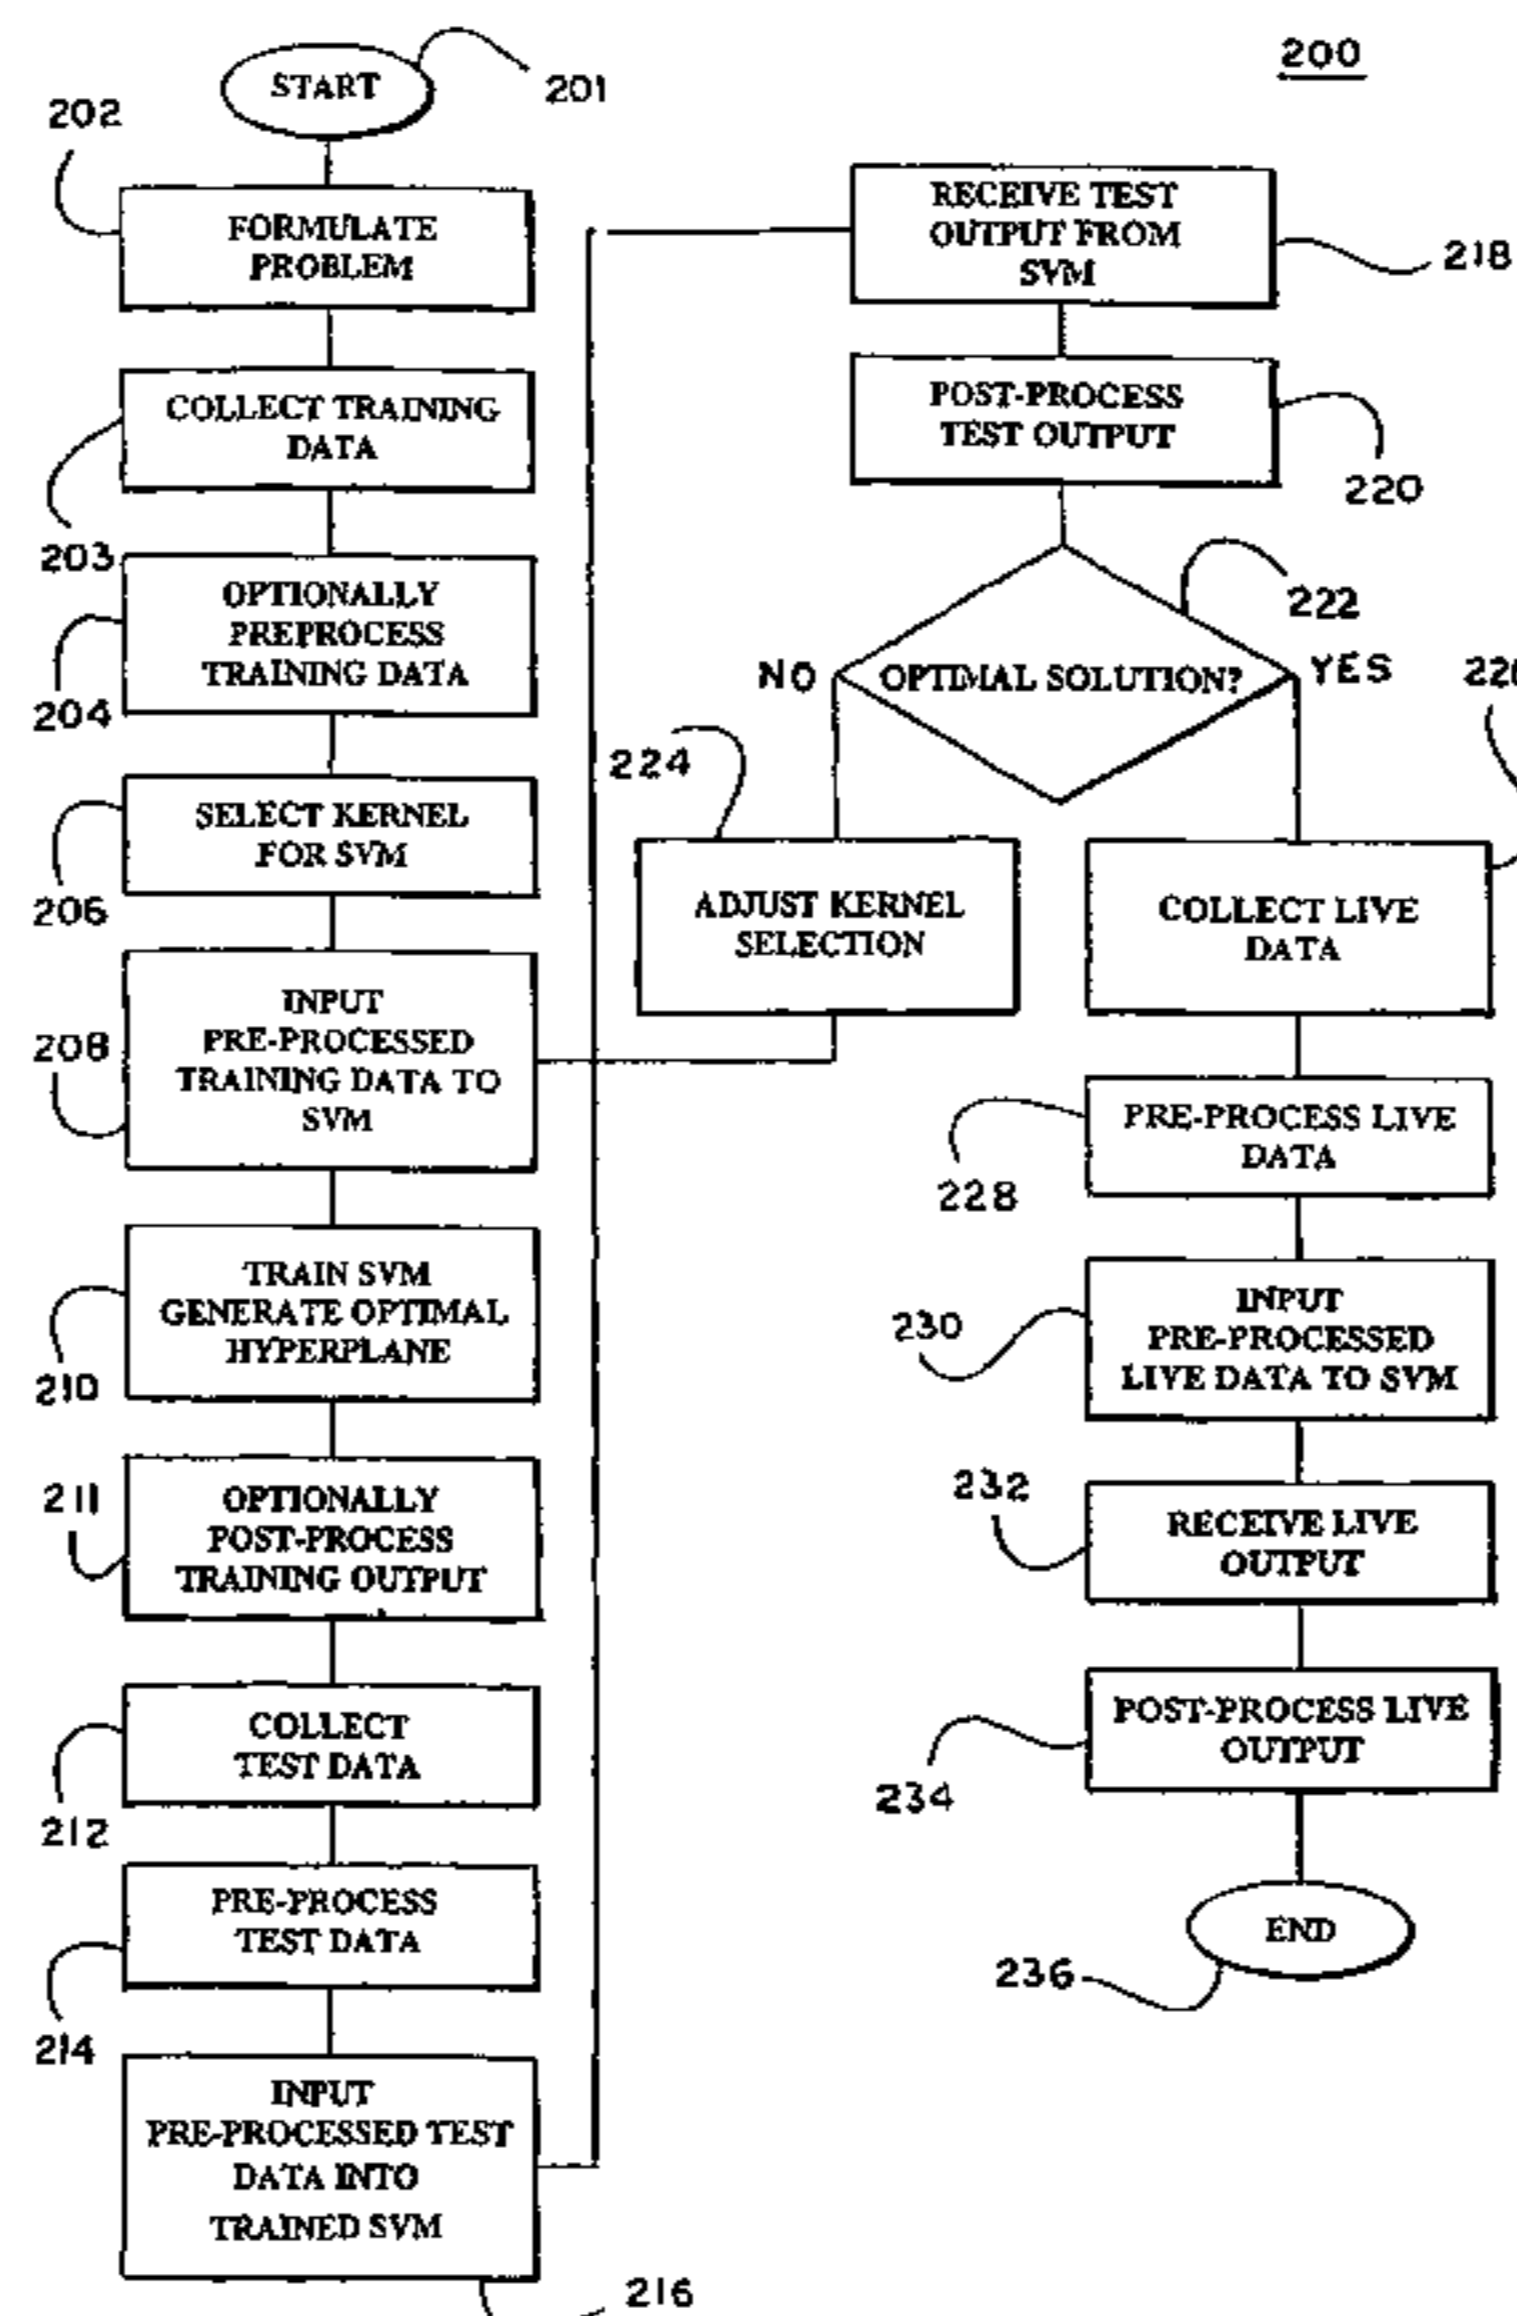 200
START
201
202
FORMULATE
PROBLEM
COLLECT TRAINING
DATA
203
OPTIONALLY
PREPROCESS
TRAINING DATA
204
SELECT KERNEL
FOR SVM
206
INPUT
PRE-PROCESSED
TRAINING DATA TO
SVM
208
TRAIN SVM
GENERATE OPTIMAL
HYPERPLANE
210
211
OPTIONALLY
POST-PROCESS
TRAINING OUTPUT
COLLECT
TEST DATA
212
PRE-PROCESS
TEST DATA
214
INPUT
PRE-PROCESSED TEST
DATA INTO
TRAINED SVM
216
RECEIVE TEST
OUTPUT FROM
SVM
218
POST-PROCESS
TEST OUTPUT
220
222
NO
OPTIMAL SOLUTION?
YES
224
ADJUST KERNEL
SELECTION
COLLECT LIVE
DATA
PRE-PROCESS LIVE
DATA
228
INPUT
PRE-PROCESSED
LIVE DATA TO SVM
230
232
RECEIVE LIVE
OUTPUT
POST-PROCESS LIVE
OUTPUT
234
END
236